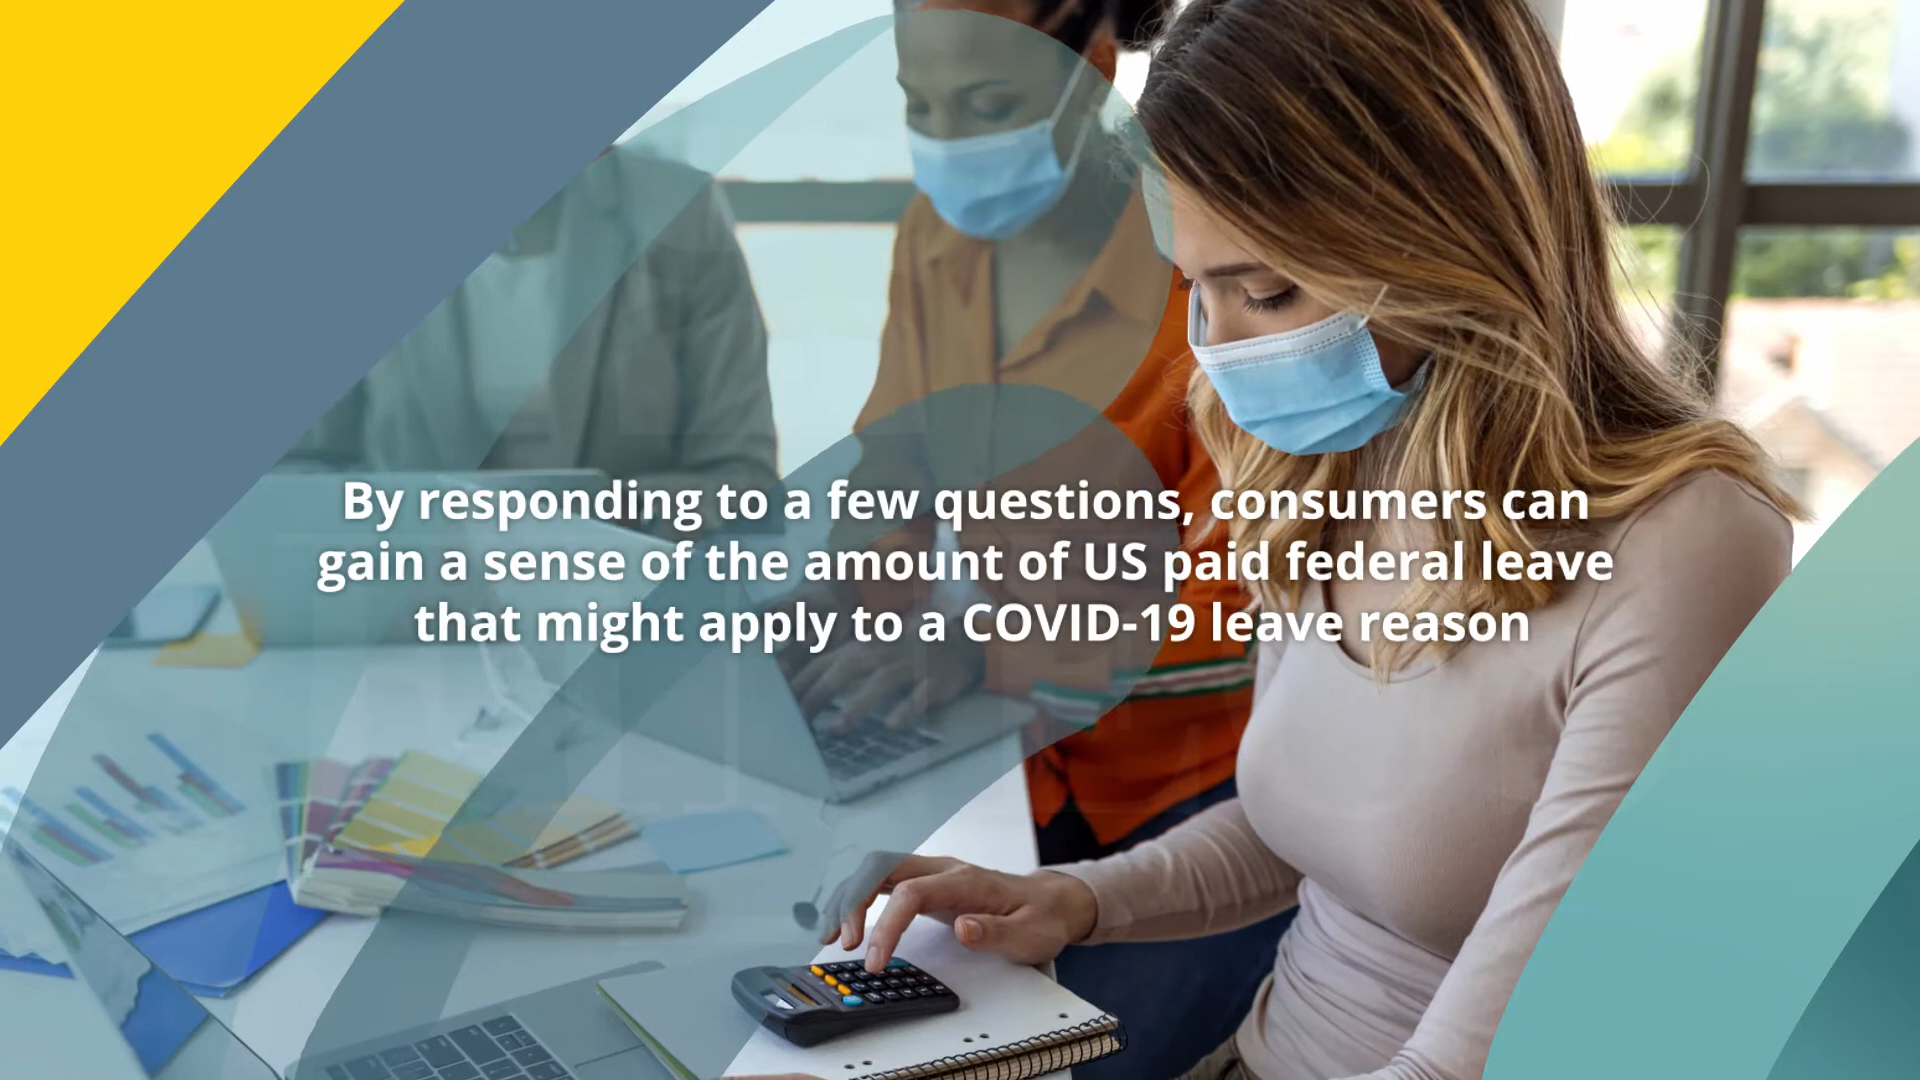 By responding to a few questions, consumers can
gain a sense of the amount of US paid federal leave
that might apply to a COVID-19 leave reason